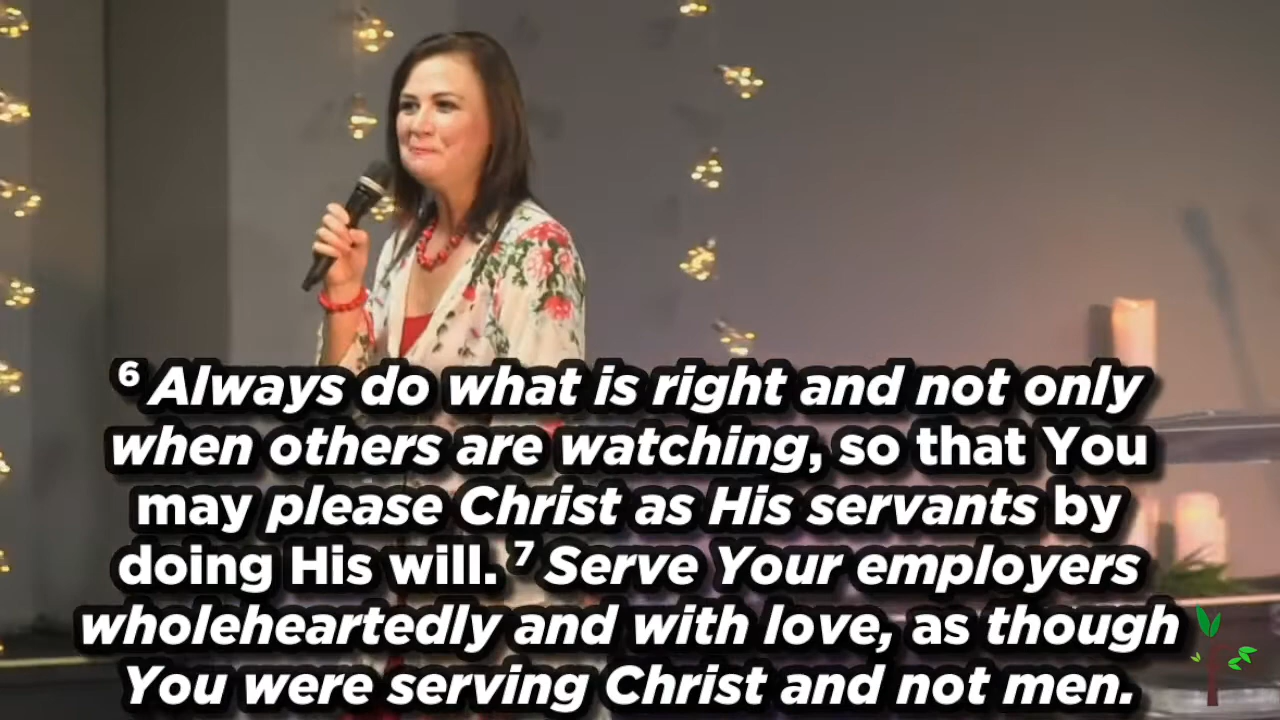 ⁶ Always do what is right and not only
when others are watching, so that You
may please Christ as His servants by
doing His will. ⁷ Serve Your employers
wholeheartedly and with love, as though
You were serving Christ and not men.